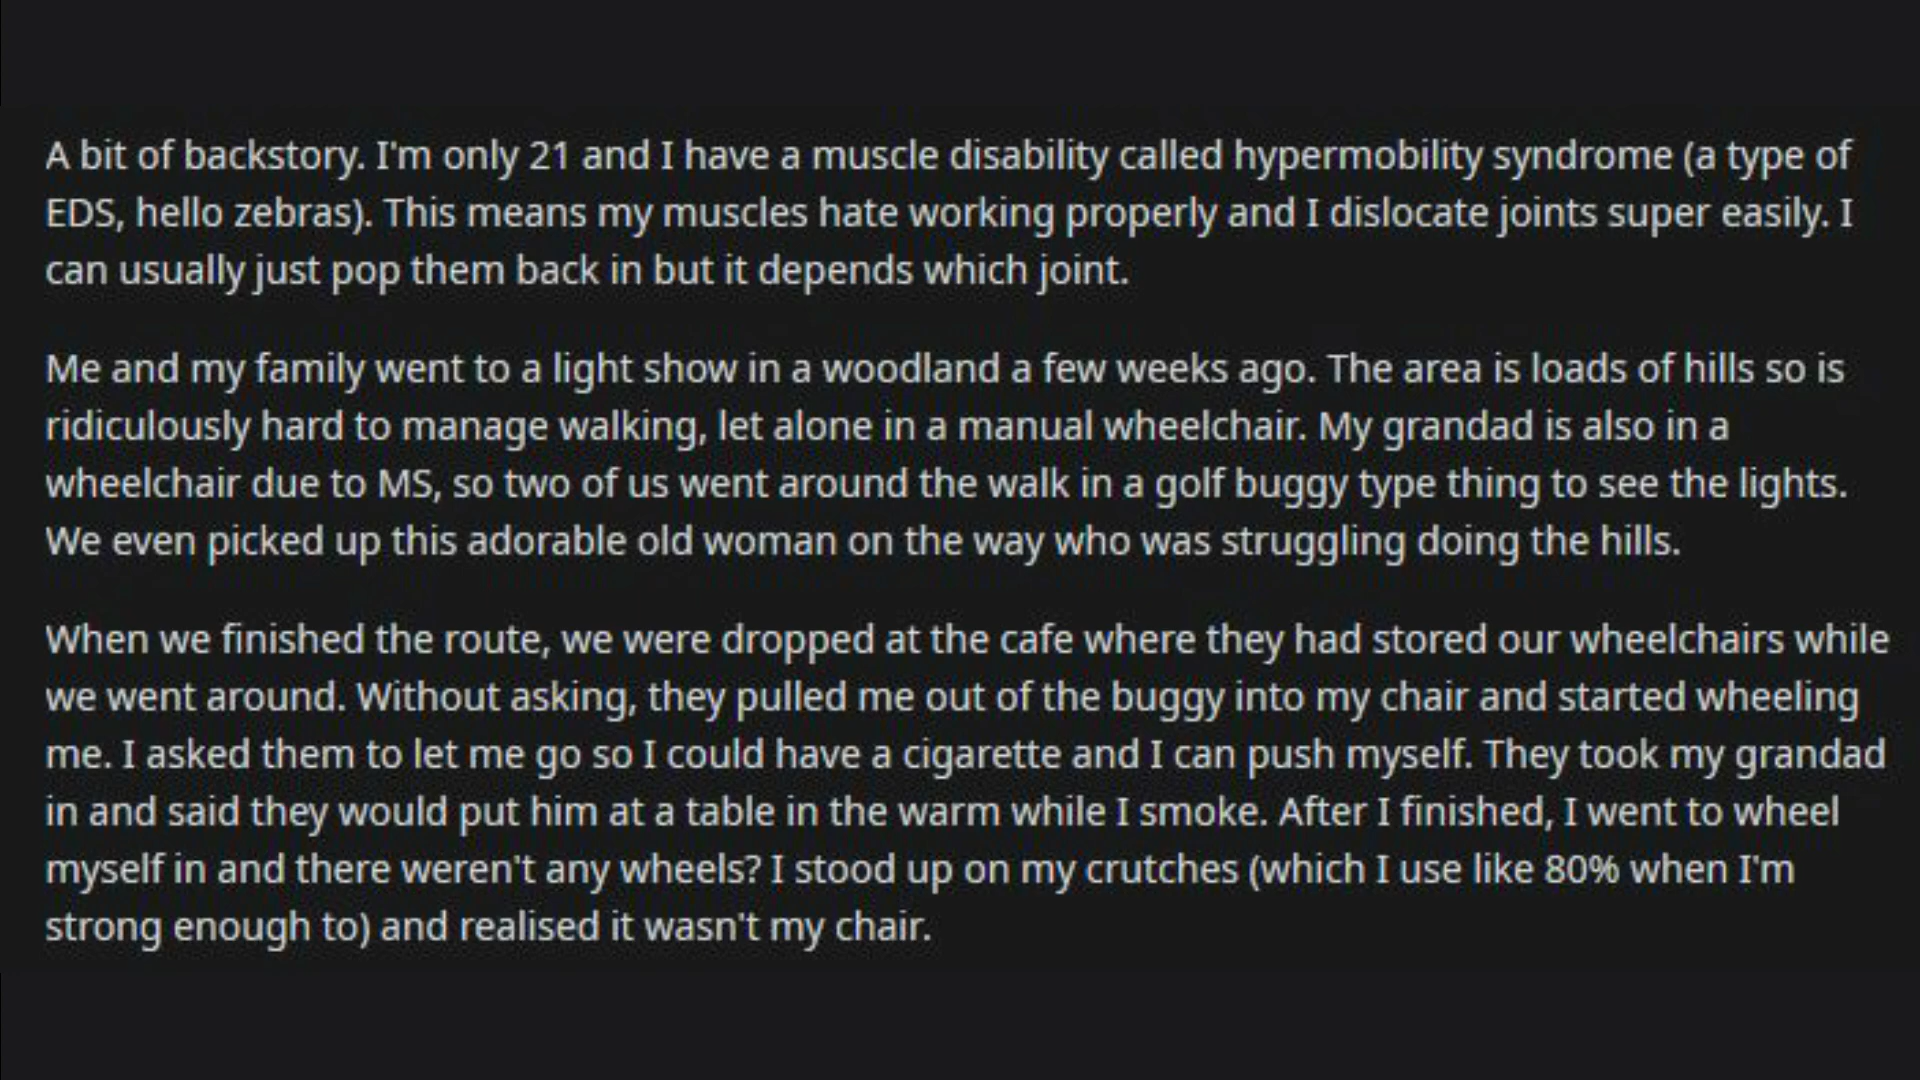 A bit of backstory. I'm only 21 and I have a muscle disability called hypermobility syndrome (a type of
EDS, hello zebras). This means my muscles hate working properly and I dislocate joints super easily. I
can usually just pop them back in but it depends which joint.
Me and my family went to a light show in a woodland a few weeks ago. The area is loads of hills so is
ridiculously hard to manage walking, let alone in a manual wheelchair. My grandad is also in a
wheelchair due to MS, so two of us went around the walk in a golf buggy type thing to see the lights.
We even picked up this adorable old woman on the way who was struggling doing the hills.
When we finished the route, we were dropped at the cafe where they had stored our wheelchairs while
we went around. Without asking, they pulled me out of the buggy into my chair and started wheeling
me. I asked them to let me go so I could have a cigarette and I can push myself. They took my grandad
in and said they would put him at a table in the warm while I smoke. After I finished, I went to wheel
myself in and there weren't any wheels? I stood up on my crutches (which I use like 80% when I'm
strong enough to) and realised it wasn't my chair.